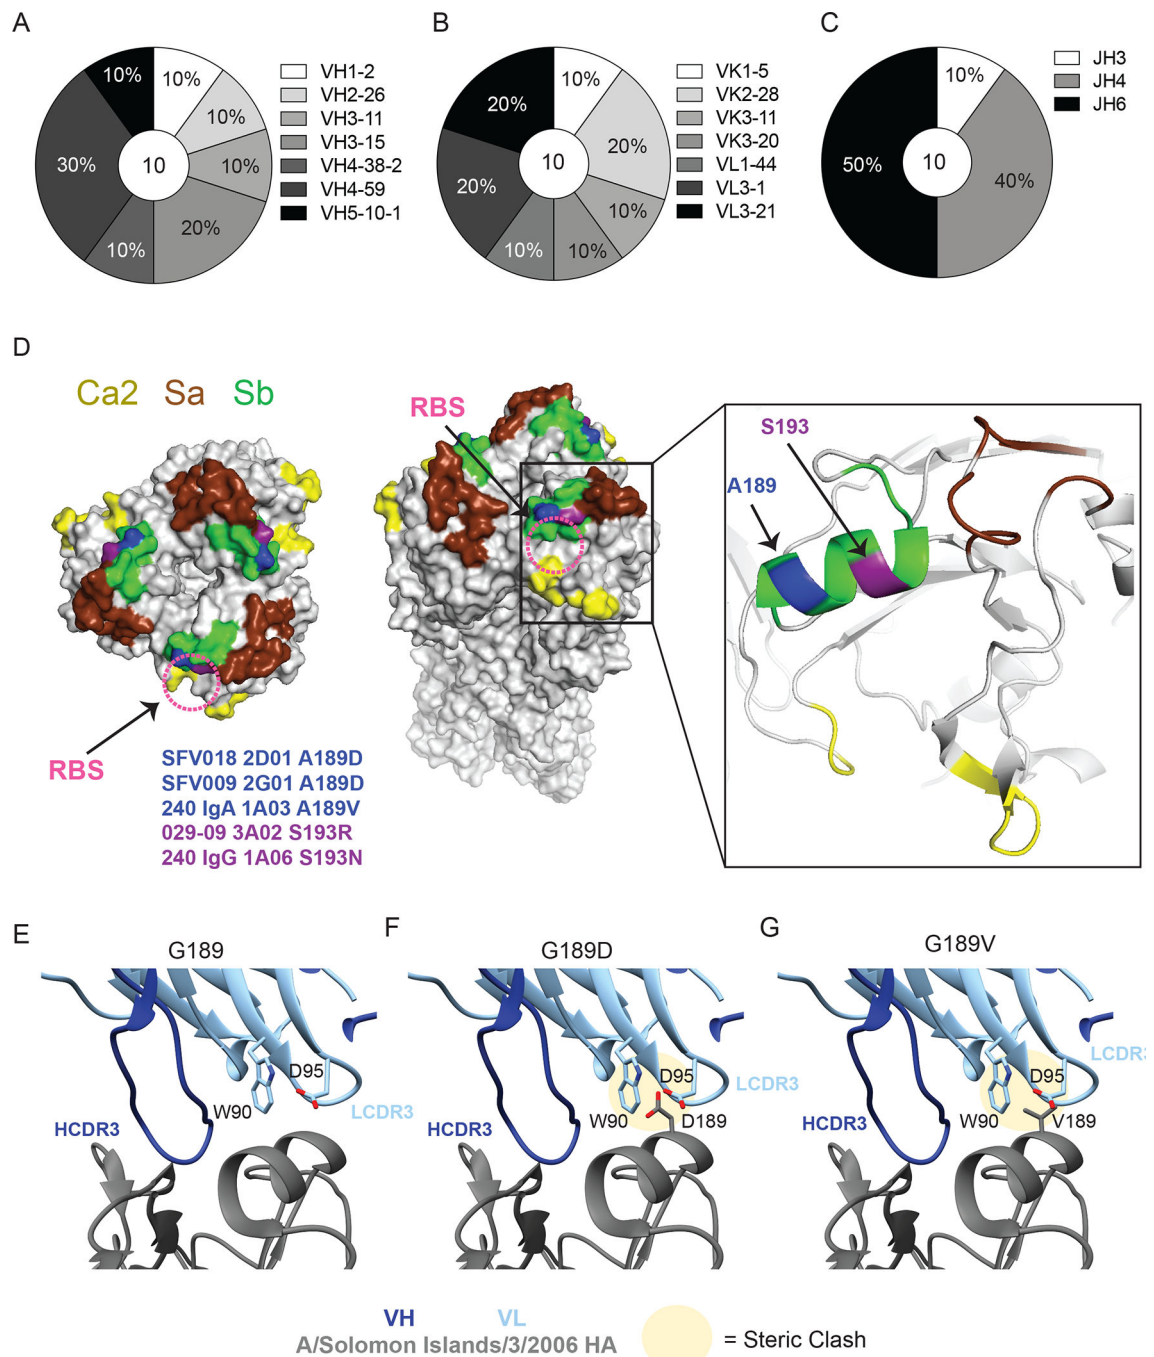 A
10%
10%
10%
20%
10%
30%
10%
10
VH1-2
VH2-26
VH3-11
VH3-15
VH4-38-2
VH4-59
VH5-10-1
B
10%
20%
10%
10%
10%
20%
20%
10
VK1-5
VK2-28
VK3-11
VK3-20
VL1-44
VL3-1
VL3-21
C
10%
40%
50%
10
JH3
JH4
JH6
D
Ca2 Sa Sb
RBS
RBS
SFV018 2D01 A189D
SFV009 2G01 A189D
240 IgA 1A03 A189V
029-09 3A02 S193R
240 IgG 1A06 S193N
S193
A189
E
G189
D95
W90
LCDR3
HCDR3
F
G189D
D95
LCDR3
W90
D189
HCDR3
G
G189V
LCDR3
D95
W90
V189
HCDR3
VH VL
A/Solomon Islands/3/2006 HA
= Steric Clash